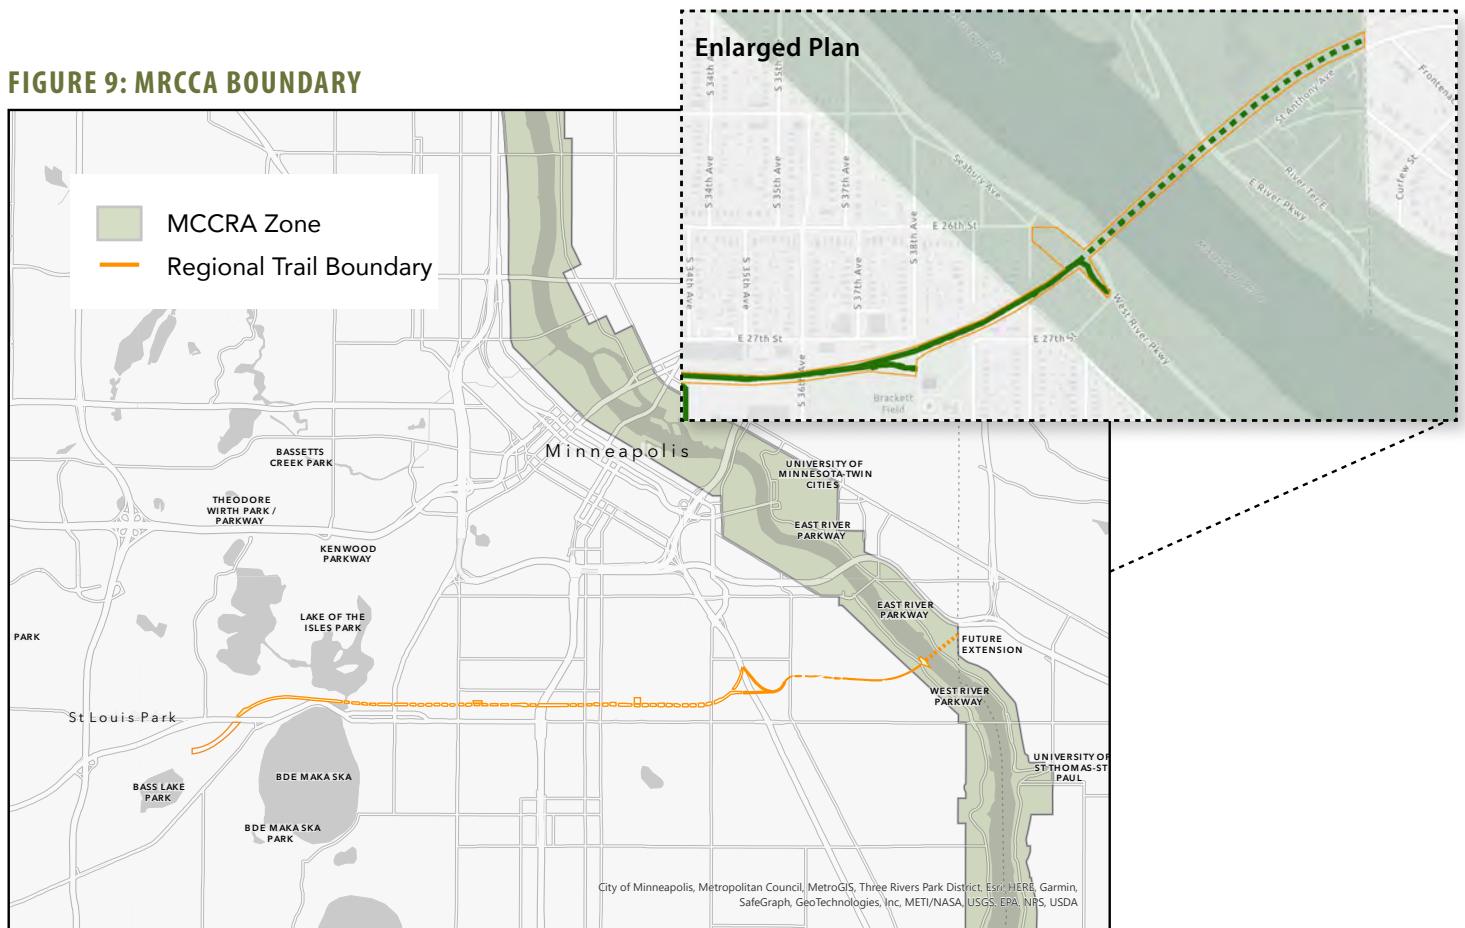 FIGURE 9: MRCCA BOUNDARY
Enlarged Plan
S 34th Ave
S 35th
S 34th Ave
S 35th Ave
S 37th Ave
S 38th Ave
Seabury Ave
E 26th St
S 34th Ave
S 35th Ave
S 37th Ave
E 27th St
E 27th St
S 36th Ave
West River Pkwy
Brackett
Field
St Anthony Ave
Frontenac
River Ter E
E River Pkwy
Curfew St
MCCRA Zone
Regional Trail Boundary
Minneapolis
BASSETTS
CREEK PARK
UNIVERSITY OF
MINNESOTA-TWIN
CITIES
THEODORE
WIRTH PARK /
PARKWAY
EAST RIVER
PARKWAY
KENWOOD
PARKWAY
EAST RIVER
PARKWAY
LAKE OF THE
ISLES PARK
PARK
FUTURE
EXTENSION
WEST RIVER
PARKWAY
St Louis Park
UNIVERSITY OF
ST THOMAS-ST
PAUL
BDE MAKA SKA
BASS LAKE
PARK
BDE MAKA SKA
PARK
City of Minneapolis, Metropolitan Council, MetroGIS, Three Rivers Park District, Esri, HERE, Garmin,
SafeGraph, GeoTechnologies, Inc, METI/NASA, USGS, EPA, NPS, USDA